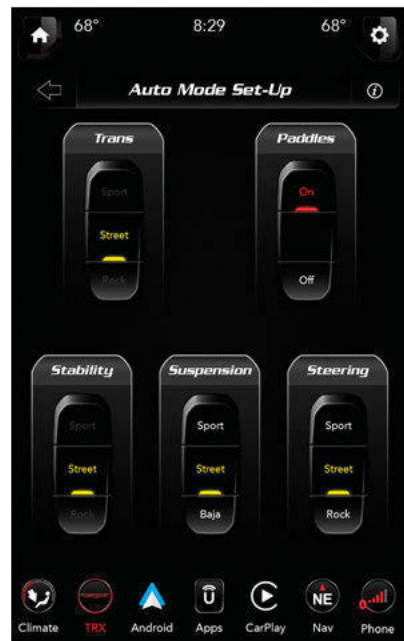 68° 8:29 68°
Auto Mode Set-Up
Trans Paddles
Sport On
Street
Rock Off
Stability Suspension Steering
Sport Sport Sport
Street Street Street
Rock Baja Rock
NE
Climate TRX Android Apps CarPlay Nav Phone